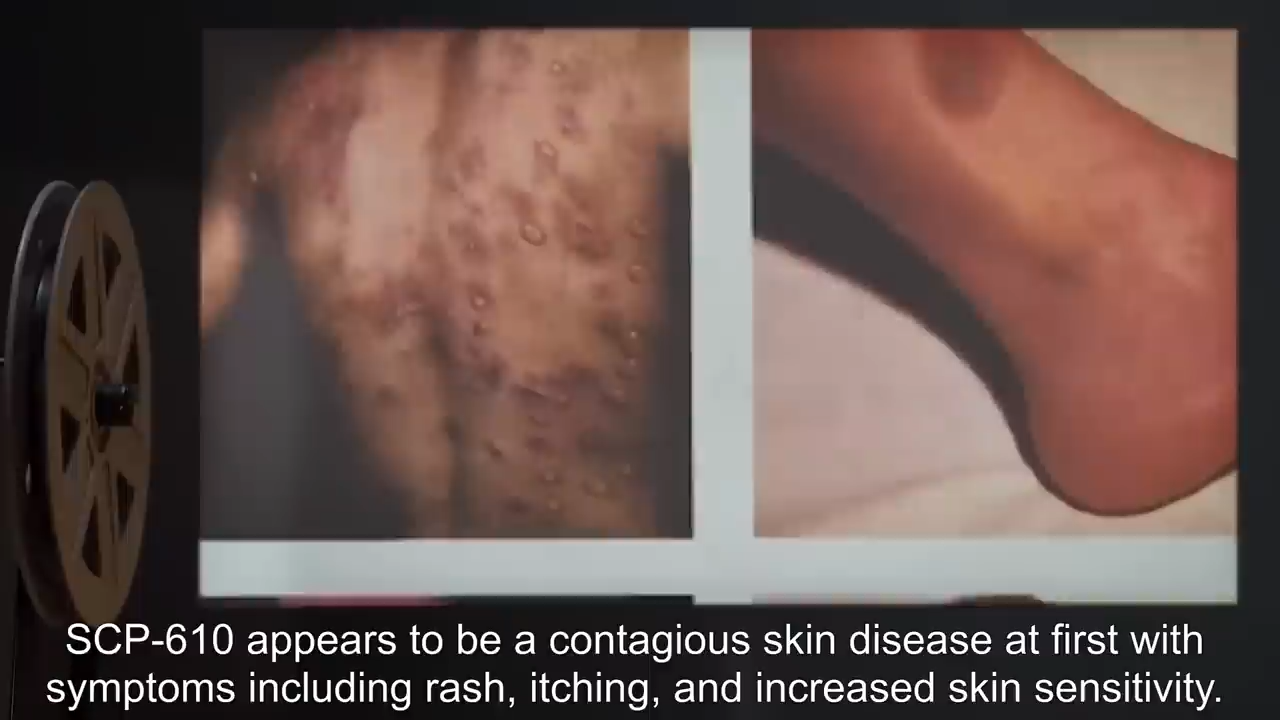 SCP-610 appears to be a contagious skin disease at first with
symptoms including rash, itching, and increased skin sensitivity.